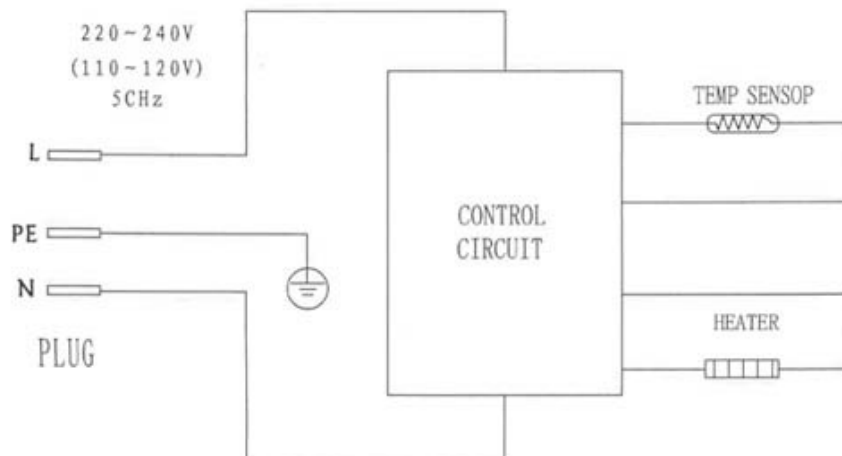 220~240V
(110~120V)
5CHz
L
PE
N
PLUG
CONTROL
CIRCUIT
TEMP SENSOP
HEATER